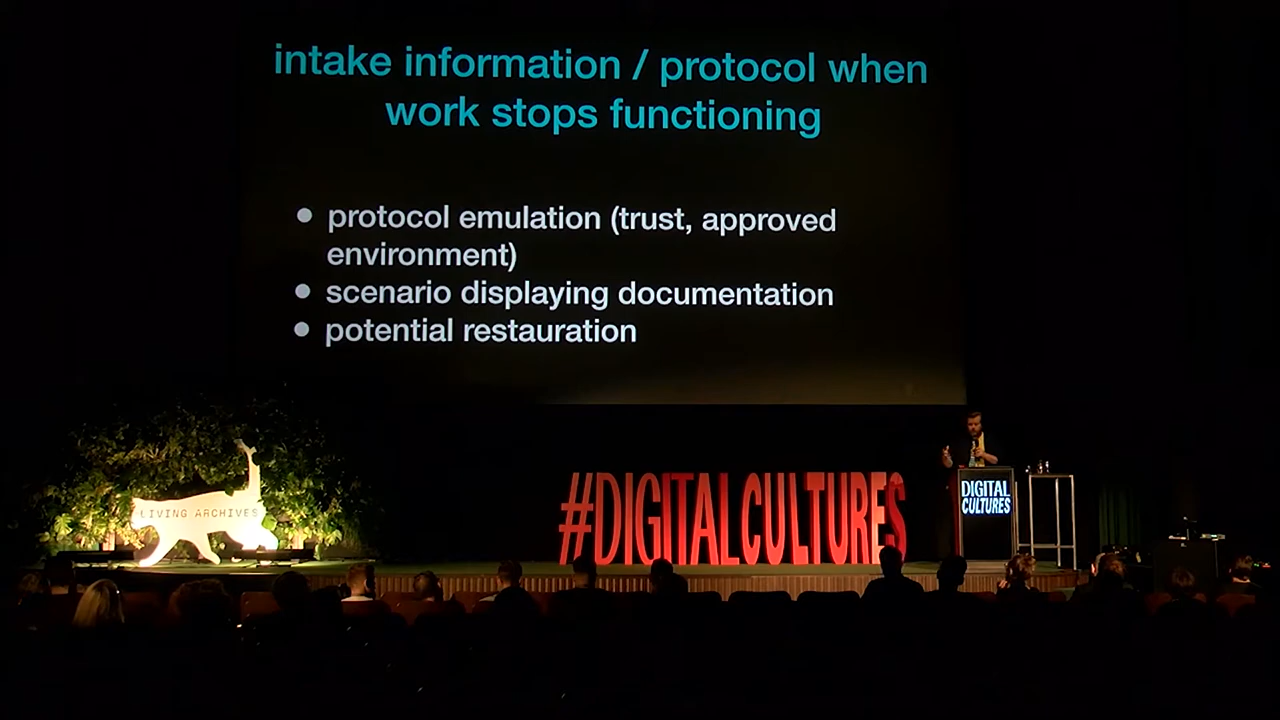 intake information / protocol when
work stops functioning
● protocol emulation (trust, approved
environment)
● scenario displaying documentation
● potential restauration
LIVING ARCHIVES
#DIGITALCULTURES
DIGITAL
CULTURES